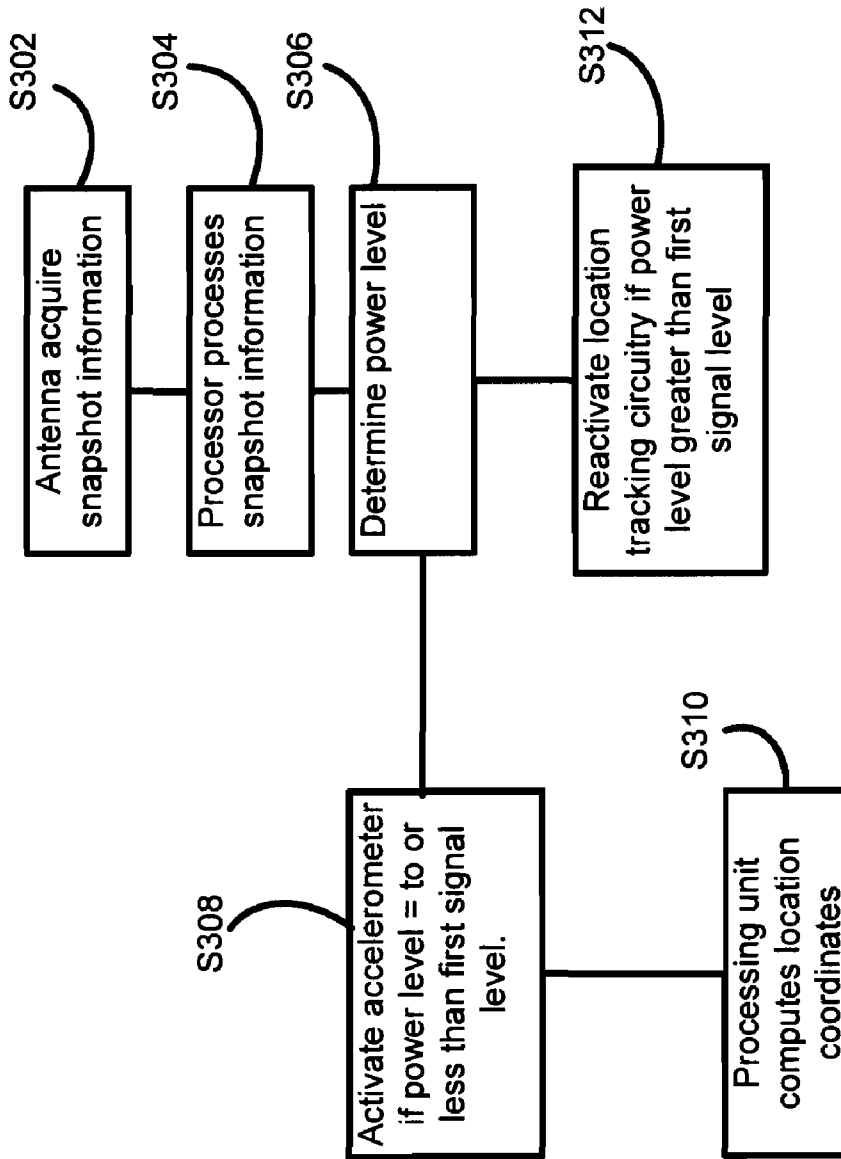 S302
Antenna acquire
snapshot information
S304
Processor processes
snapshot information
S306
Determine power level
S308
Activate accelerometer
if power level = to or
less than first signal
level.
S310
Processing unit
computes location
coordinates
S312
Reactivate location
tracking circuitry if power
level greater than first
signal level